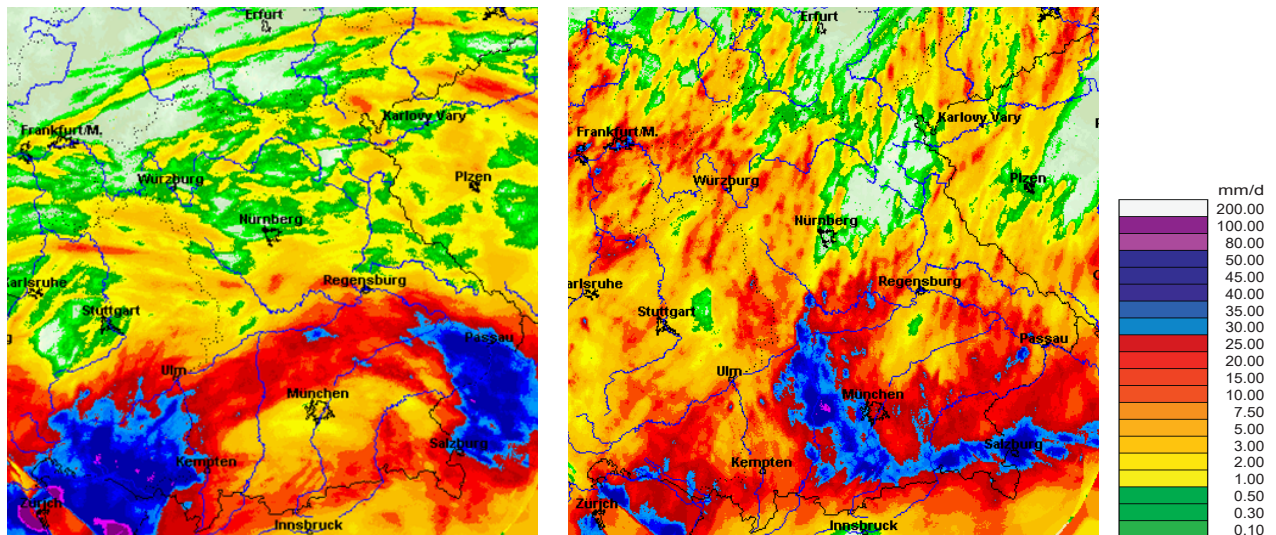 Erfurt
Karlovy Vary
Frankfurt/M.
Würzburg
Plzen
Nürnberg
Karlsruhe
Regensburg
Stuttgart
Passau
Ulm
München
Salzburg
Kempten
Zürich
Innsbruck
Erfurt
Karlovy Vary
Frankfurt/M.
Würzburg
Plzen
Nürnberg
arlsruhe
Regensburg
Stuttgart
Passau
Ulm
München
Salzburg
Kempten
Zürich
Innsbruck
mm/d
200.00
100.00
80.00
50.00
45.00
40.00
35.00
30.00
25.00
20.00
15.00
10.00
7.50
5.00
3.00
2.00
1.00
0.50
0.30
0.10